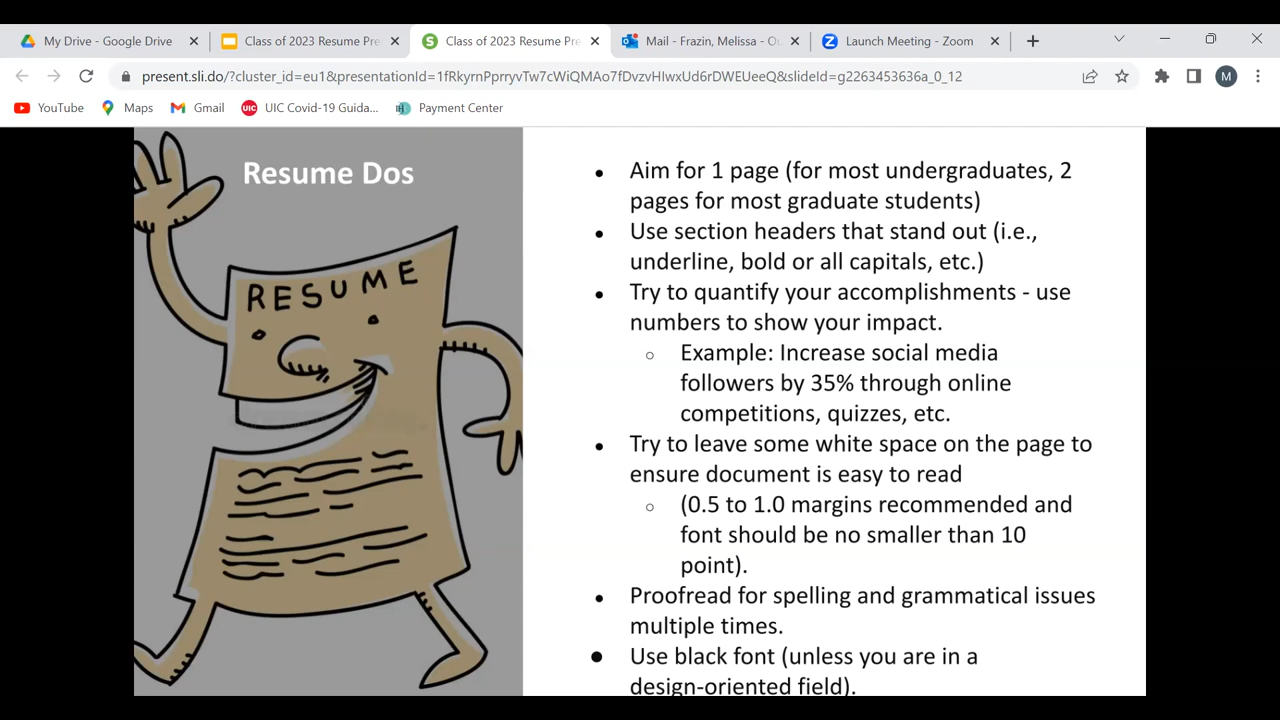 My Drive - Google Drive
Class of 2023 Resume Pre
Class of 2023 Resume Pre
Mail - Frazin, Melissa - Ou
Launch Meeting - Zoom
present.sli.do/?cluster_id=eu1&presentationId=1fRkyrnPprryvTw7cWiQMAo7fDvzvHIwxUd6rDWEUeeQ&slideId=g2263453636a_0_12
M
YouTube
Maps
Gmail
UIC
UIC Covid-19 Guida...
Payment Center
Resume Dos
RESUME
• Aim for 1 page (for most undergraduates, 2
pages for most graduate students)
• Use section headers that stand out (i.e.,
underline, bold or all capitals, etc.)
• Try to quantify your accomplishments - use
numbers to show your impact.
○ Example: Increase social media
followers by 35% through online
competitions, quizzes, etc.
• Try to leave some white space on the page to
ensure document is easy to read
○ (0.5 to 1.0 margins recommended and
font should be no smaller than 10
point).
• Proofread for spelling and grammatical issues
multiple times.
• Use black font (unless you are in a
design-oriented field).